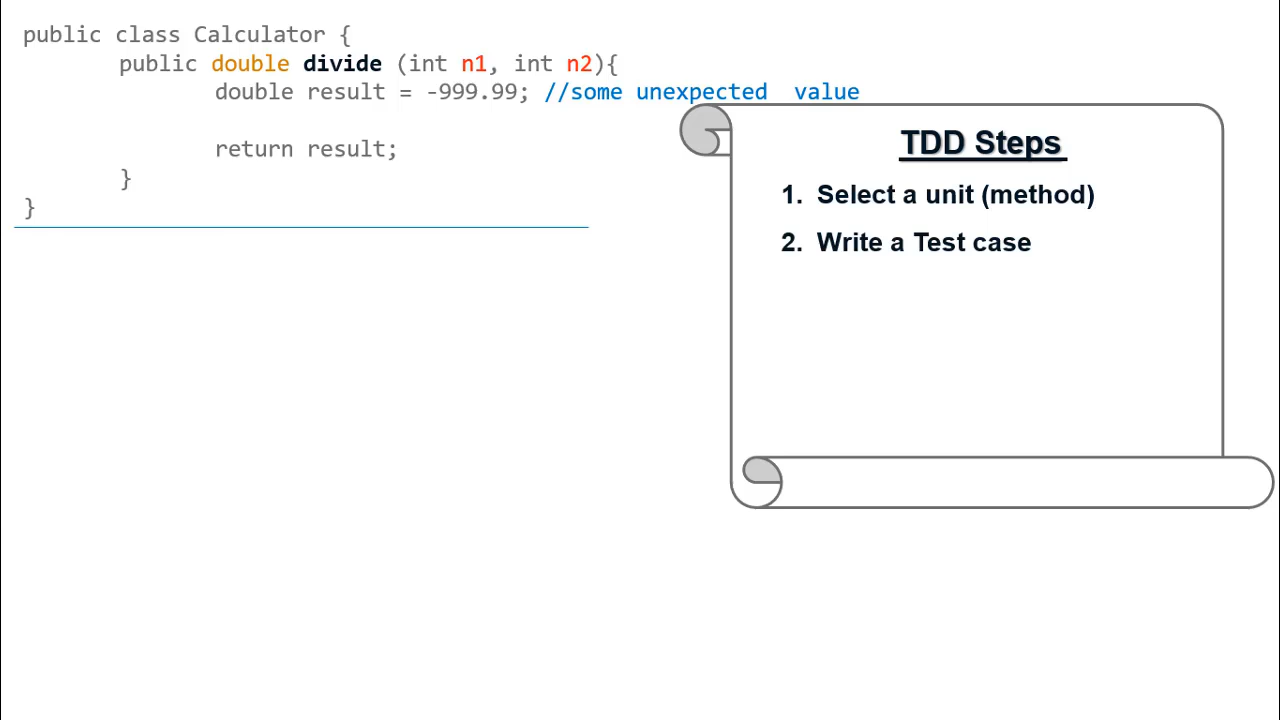 public class Calculator {
public double divide (int n1, int n2){
double result = -999.99; //some unexpected value
return result;
}
}
TDD Steps
1. Select a unit (method)
2. Write a Test case